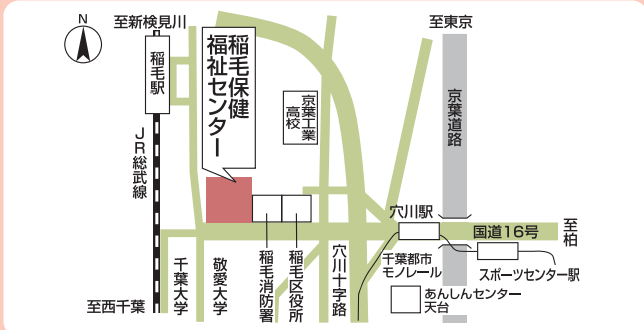 至新検見川
至東京
N
稲毛駅
稲毛保健
福祉センター
京葉工業
高校
京葉道路
JR総武線
穴川駅
国道16号
至柏
千葉大学
敬愛大学
稲毛消防署
稲毛区役所
穴川十字路
千葉都市
モノレール
スポーツセンター駅
あんしんセンター
天台
至西千葉